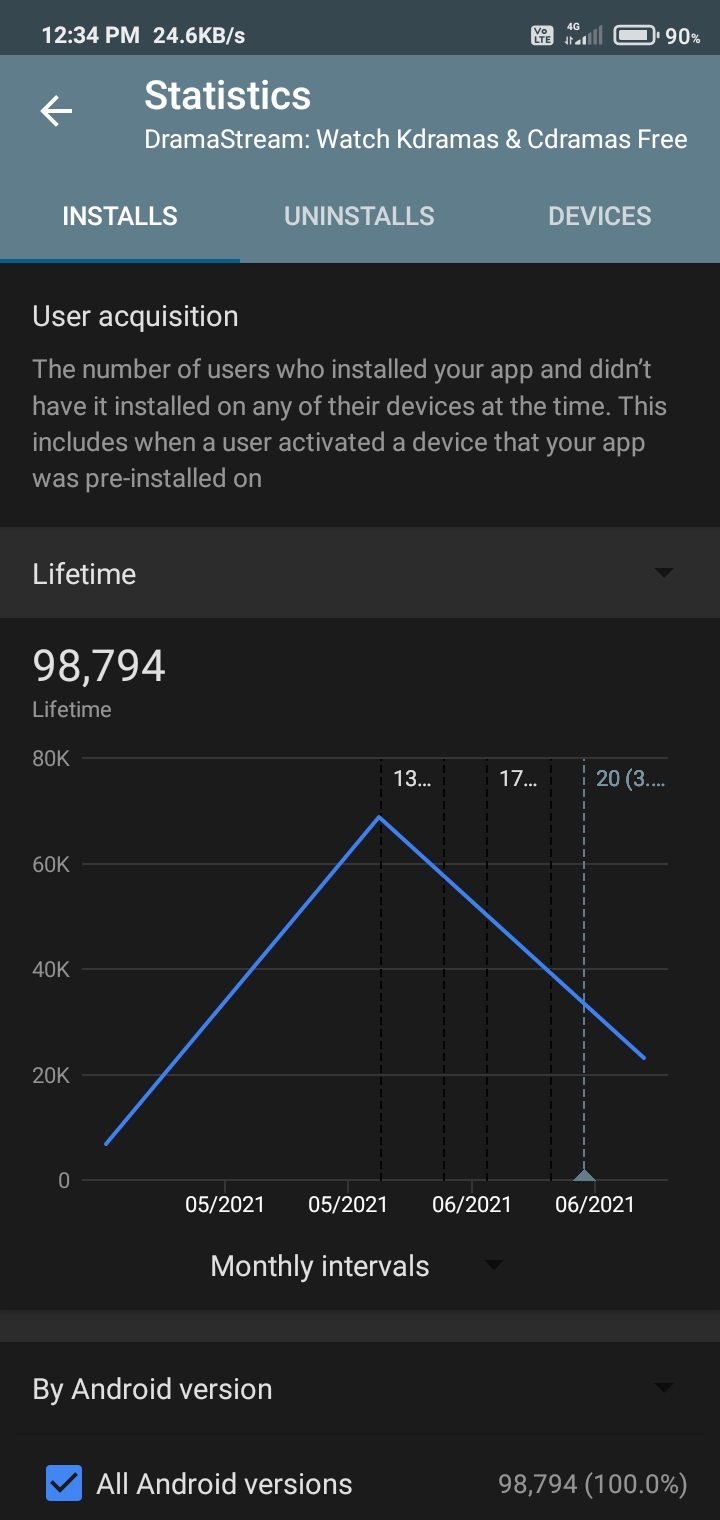 12:34 PM 24.6KB/s Vo LTE 4G 90%
Statistics
DramaStream: Watch Kdramas & Cdramas Free
INSTALLS UNINSTALLS DEVICES
User acquisition
The number of users who installed your app and didn’t
have it installed on any of their devices at the time. This
includes when a user activated a device that your app
was pre-installed on
Lifetime
98,794
Lifetime
80K
13... 17... 20 (3....
60K
40K
20K
0
05/2021 05/2021 06/2021 06/2021
Monthly intervals
By Android version
All Android versions 98,794 (100.0%)